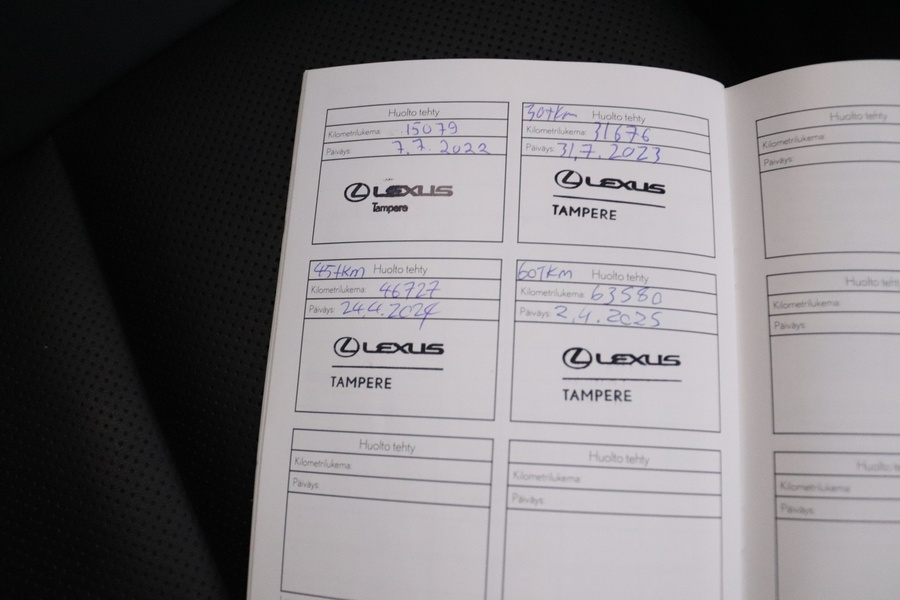 Huolto tehty
Kilometrilukema: 15079
Päiväys: 7.7.2022
LEXUS
Tampere
30tkm Huolto tehty
Kilometrilukema: 31676
Päiväys: 31.7.2023
LEXUS
TAMPERE
45tkm Huolto tehty
Kilometrilukema: 46727
Päiväys: 24.4.2024
LEXUS
TAMPERE
60tkm Huolto tehty
Kilometrilukema: 63580
Päiväys: 2.4.2025
LEXUS
TAMPERE
Huolto tehty
Kilometrilukema:
Päiväys:
Huolto tehty
Kilometrilukema:
Päiväys:
Huolto tehty
Kilometrilukema:
Päiväys:
Huolto tehty
Kilometrilukema:
Päiväys:
Huolto tehty
Kilometrilukema:
Päiväys: